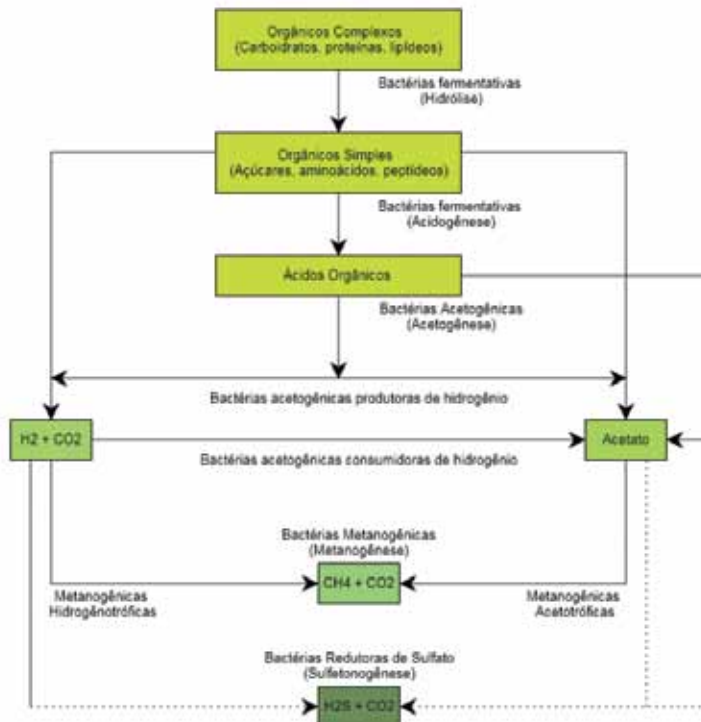 Orgânicos Complexos
(Carboidratos, proteínas, lipídeos)
Bactérias fermentativas
(Hidrólise)
Orgânicos Simples
(Açúcares, aminoácidos, peptídeos)
Bactérias fermentativas
(Acidogênese)
Ácidos Orgânicos
Bactérias Acetogênicas
(Acetogênese)
Bactérias acetogênicas produtoras de hidrogênio
H2 + CO2
Acetato
Bactérias acetogênicas consumidoras de hidrogênio
Bactérias Metanogênicas
(Metanogênese)
CH4 + CO2
Metanogênicas
Hidrogênotróficas
Metanogênicas
Acetotróficas
Bactérias Redutoras de Sulfato
(Sulfetonogênese)
H2S + CO2